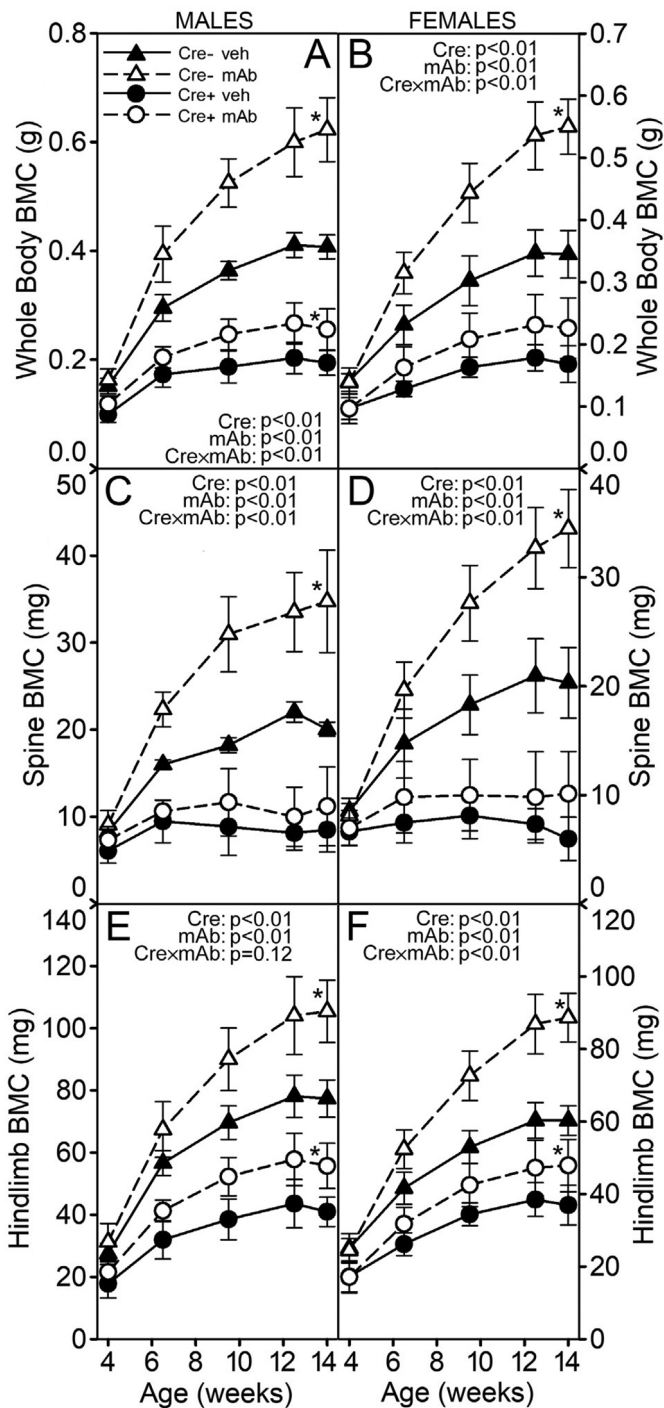 MALES
FEMALES
A
Cre- veh
Cre- mAb
Cre+ veh
Cre+ mAb
*
*
Cre: p<0.01
mAb: p<0.01
Cre×mAb: p<0.01
Whole Body BMC (g)
0.8
0.6
0.4
0.2
0.0
B
Cre: p<0.01
mAb: p<0.01
Cre×mAb: p<0.01
*
0.7
0.6
0.5
0.4
0.3
0.2
0.1
0.0
Whole Body BMC (g)
C
Cre: p<0.01
mAb: p<0.01
Cre×mAb: p<0.01
*
Spine BMC (mg)
50
40
30
20
10
0
D
Cre: p<0.01
mAb: p<0.01
Cre×mAb: p<0.01
*
40
30
20
10
0
Spine BMC (mg)
E
Cre: p<0.01
mAb: p<0.01
Cre×mAb: p=0.12
*
*
Hindlimb BMC (mg)
140
120
100
80
60
40
20
0
4 6 8 10 12 14
Age (weeks)
F
Cre: p<0.01
mAb: p<0.01
Cre×mAb: p<0.01
*
*
120
100
80
60
40
20
0
Hindlimb BMC (mg)
4 6 8 10 12 14
Age (weeks)